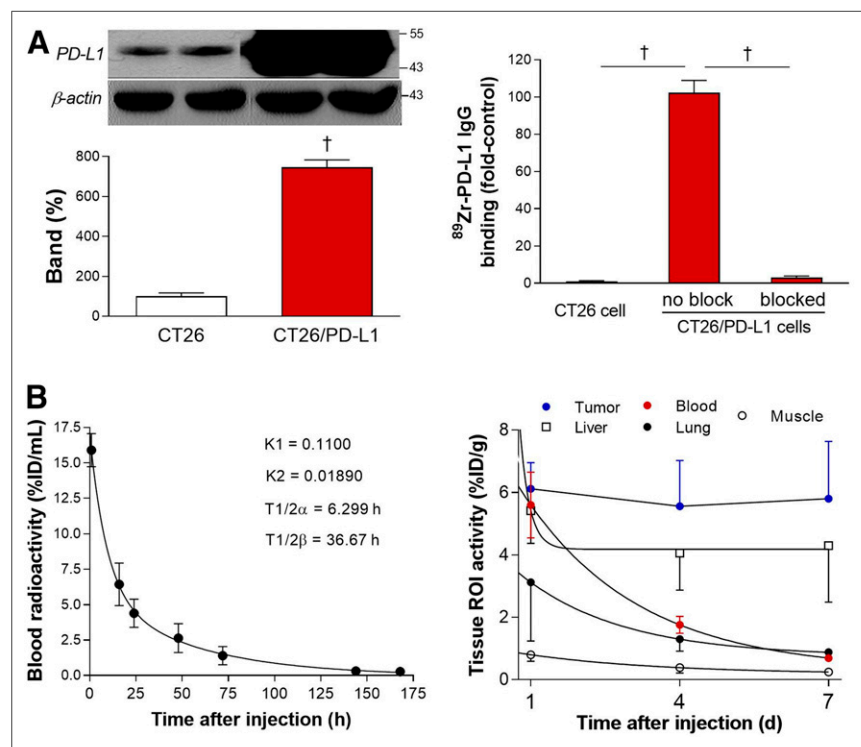 A
PD-L1
55
43
β-actin
43
†
800
600
400
200
0
Band (%)
CT26
CT26/PD-L1
†
†
120
100
80
60
40
20
0
⁸⁹Zr-PD-L1 IgG
binding (fold-control)
CT26 cell
no block
blocked
CT26/PD-L1 cells
B
17.5
15.0
12.5
10.0
7.5
5.0
2.5
0.0
Blood radioactivity (%ID/mL)
K1 = 0.1100
K2 = 0.01890
T1/2α = 6.299 h
T1/2β = 36.67 h
0 25 50 75 100 125 150 175
Time after injection (h)
Tumor
Blood
Muscle
Liver
Lung
8
6
4
2
0
Tissue ROI activity (%ID/g)
1 4 7
Time after injection (d)